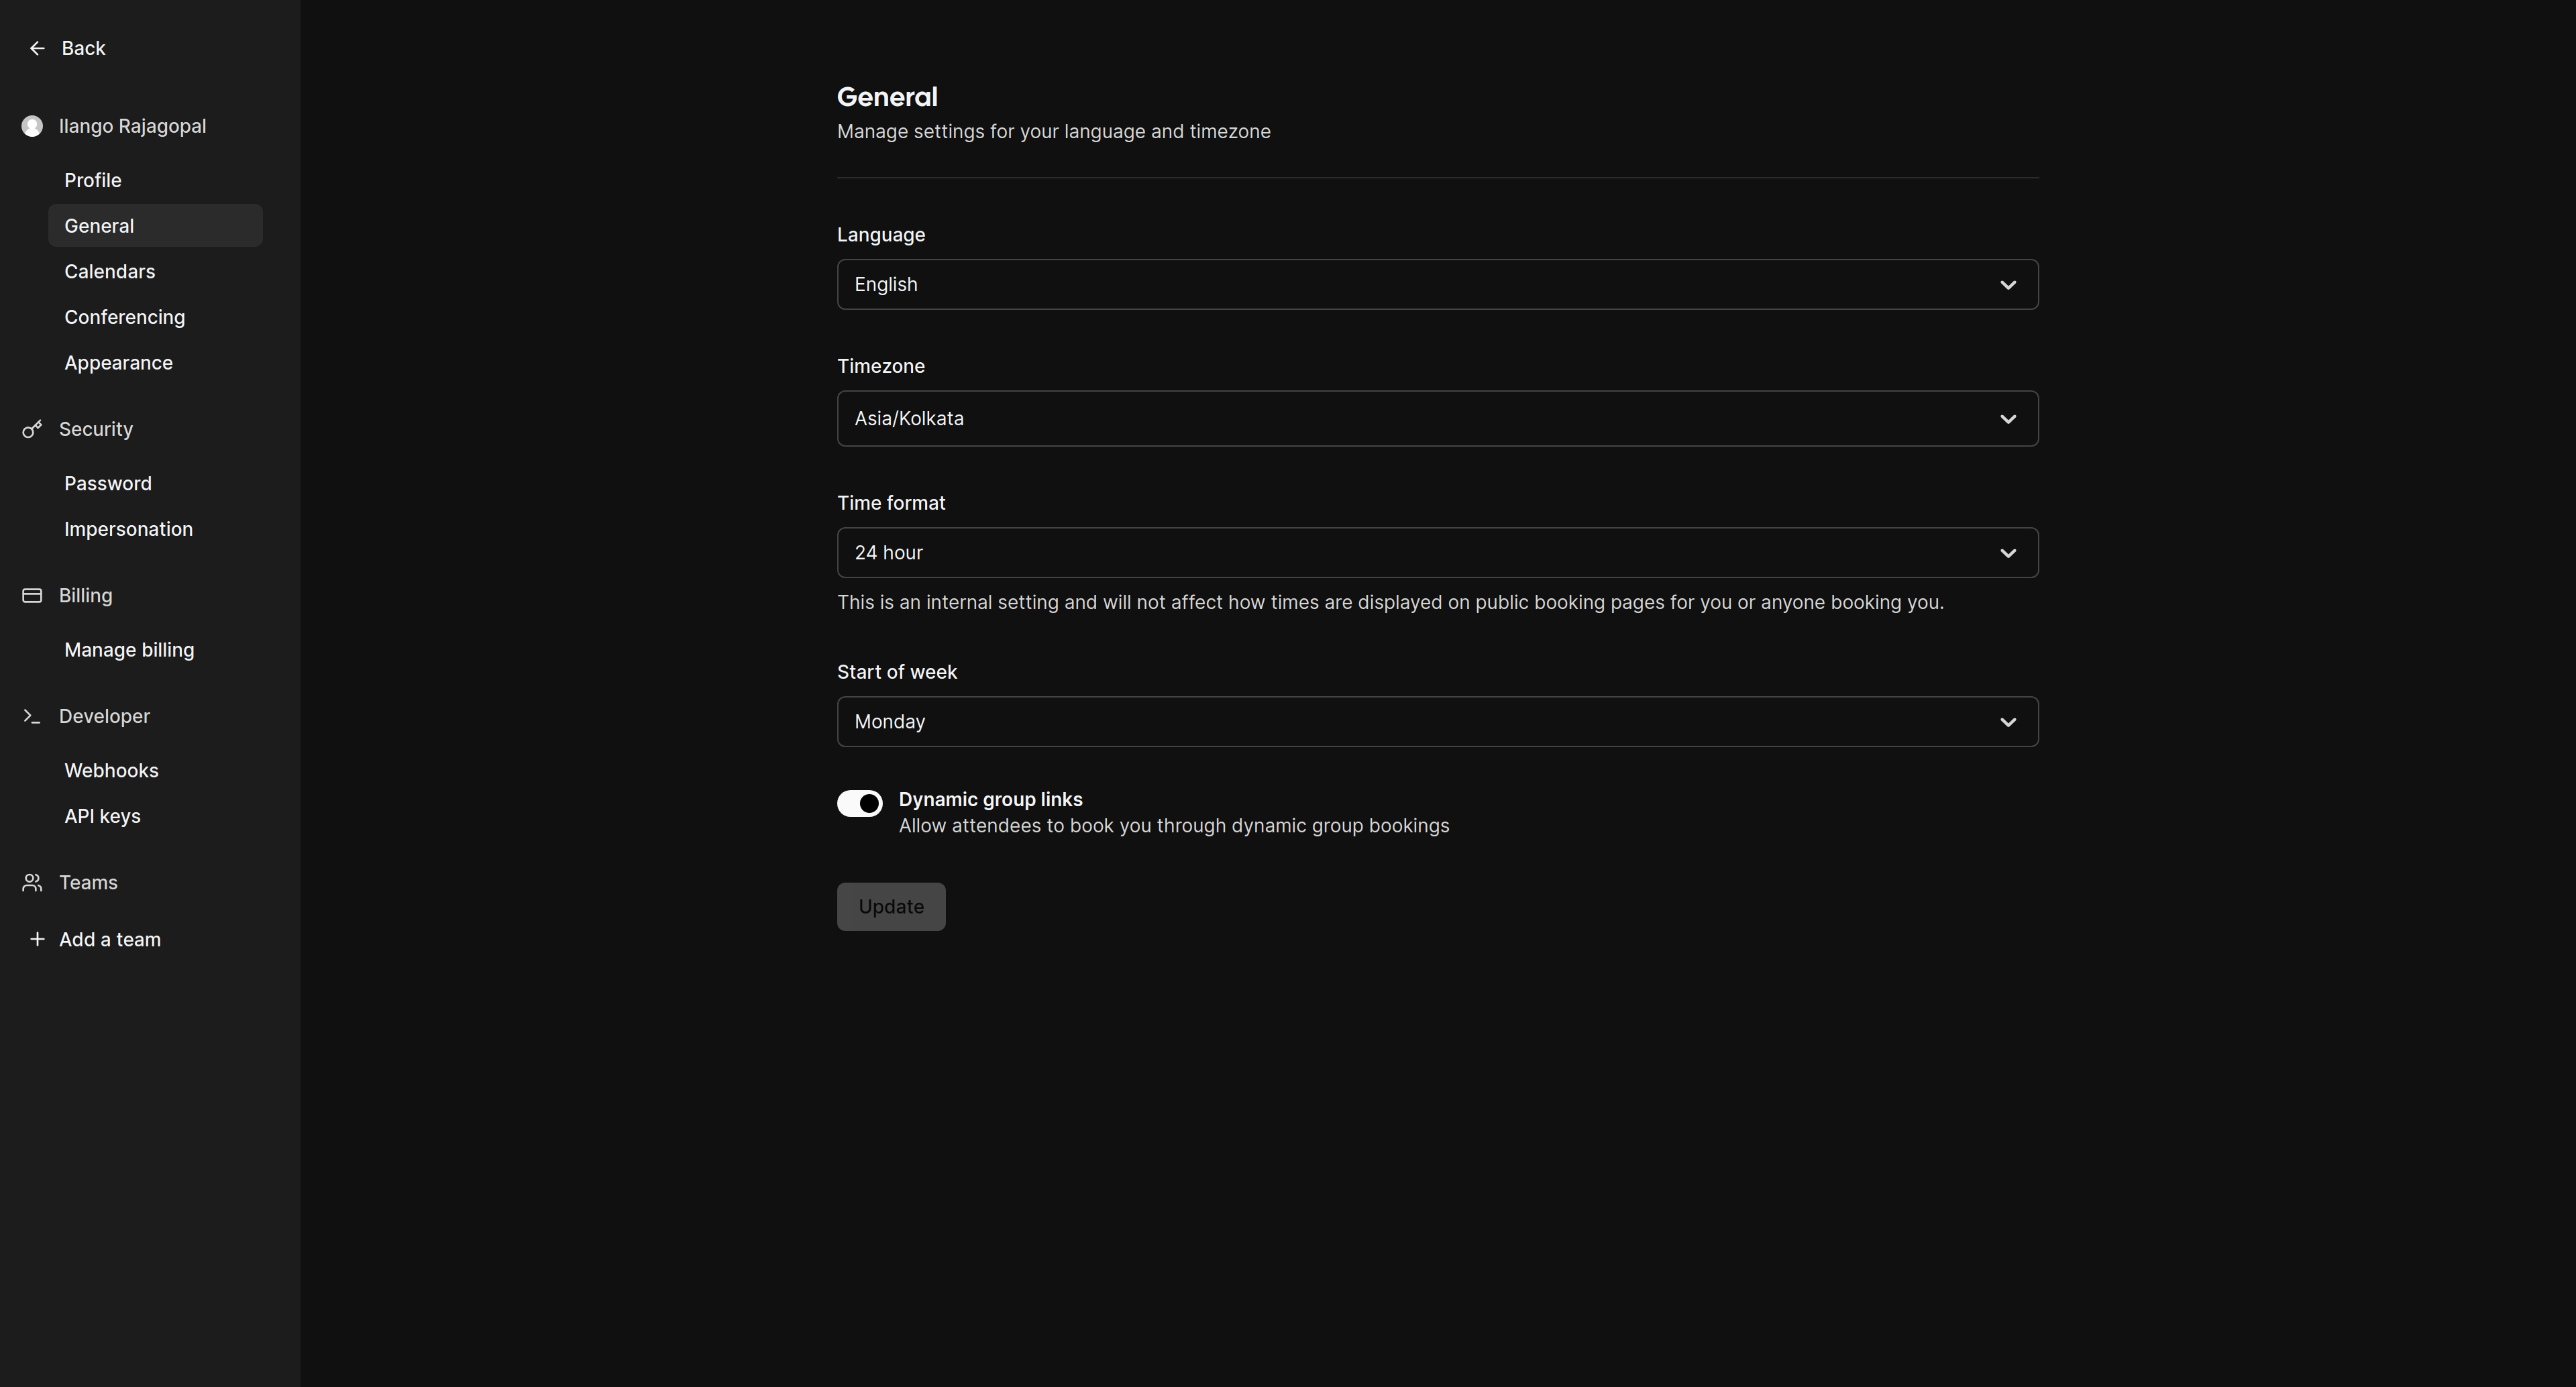 Back
Ilango Rajagopal
Profile
General
Calendars
Conferencing
Appearance
Security
Password
Impersonation
Billing
Manage billing
Developer
Webhooks
API keys
Teams
Add a team
General
Manage settings for your language and timezone
Language
English
Timezone
Asia/Kolkata
Time format
24 hour
This is an internal setting and will not affect how times are displayed on public booking pages for you or anyone booking you.
Start of week
Monday
Dynamic group links
Allow attendees to book you through dynamic group bookings
Update